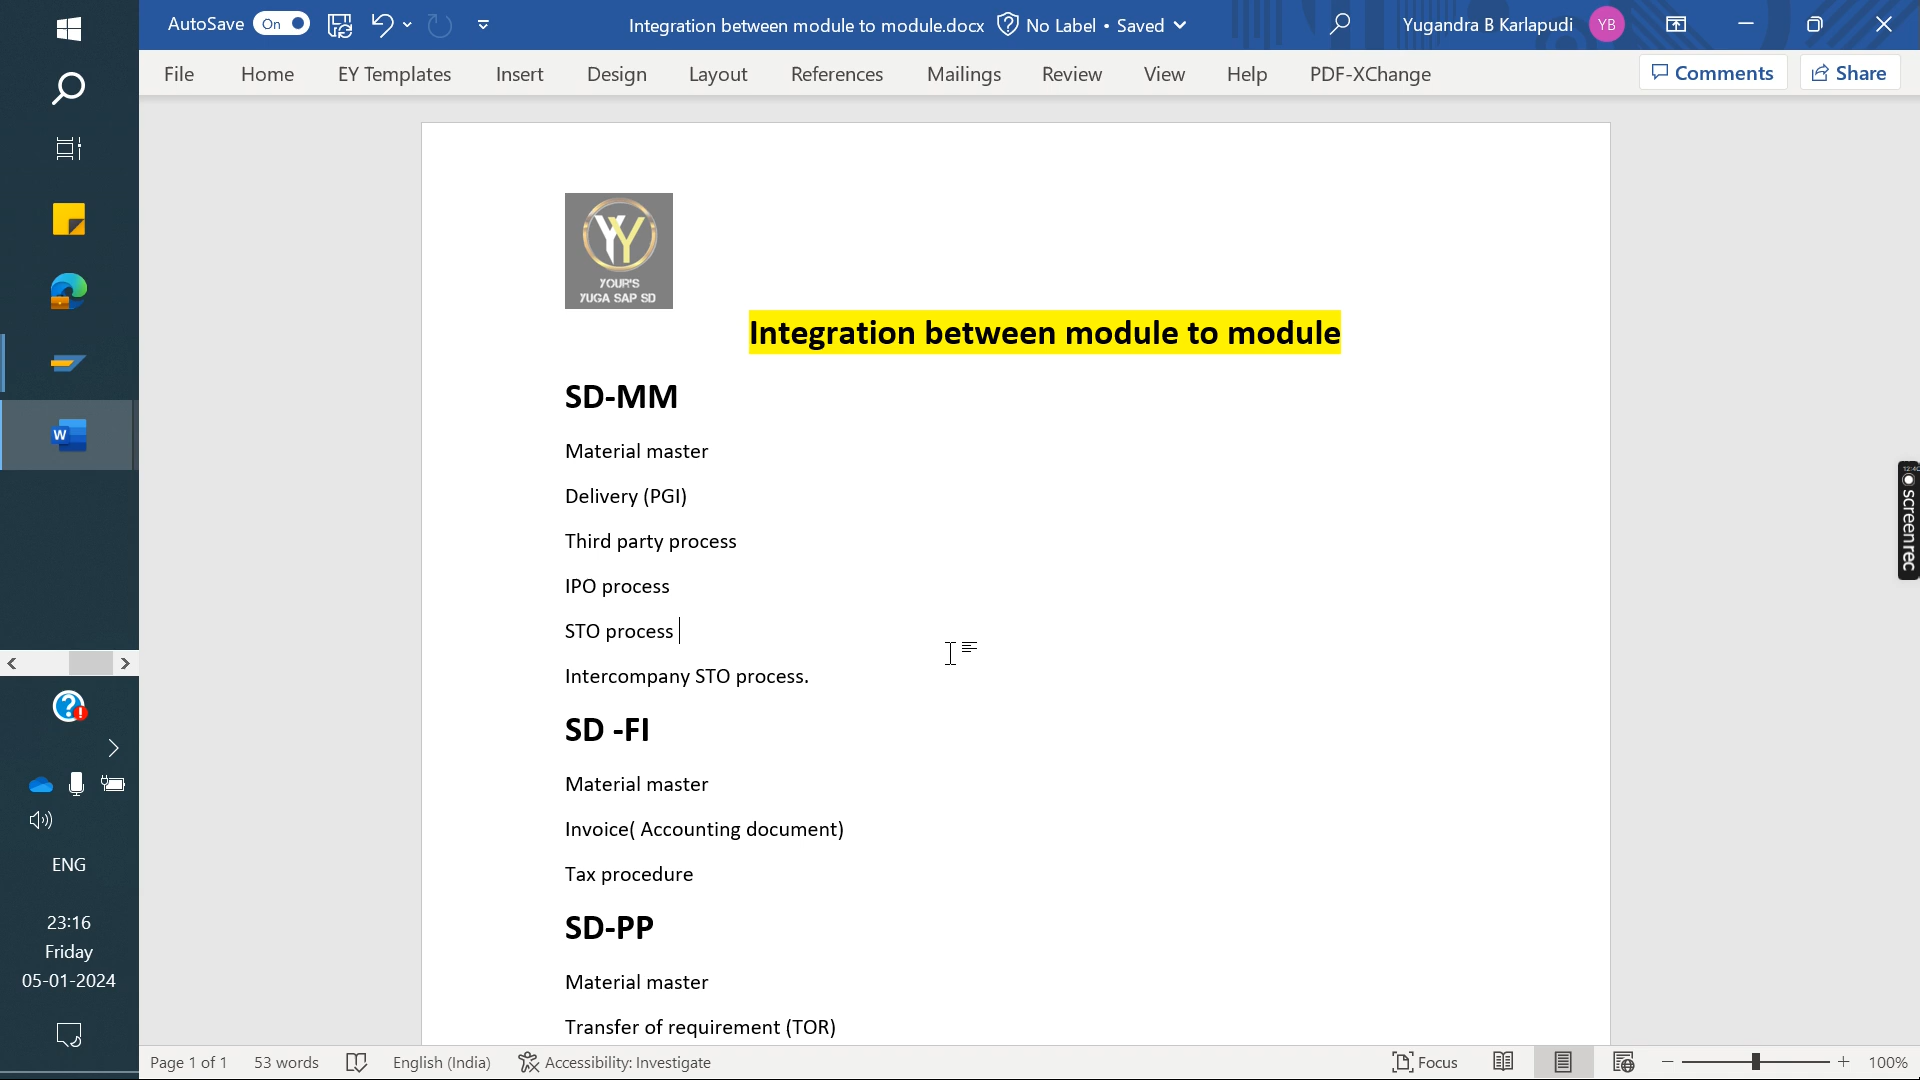 AutoSave On
Integration between module to module.docx No Label • Saved
Yugandra B Karlapudi YB
File Home EY Templates Insert Design Layout References Mailings Review View Help PDF-XChange Comments Share
YY
YOUR'S
YUGA SAP SD
Integration between module to module
SD-MM
Material master
Delivery (PGI)
Third party process
IPO process
STO process
Intercompany STO process.
SD -FI
Material master
Invoice( Accounting document)
Tax procedure
SD-PP
Material master
Transfer of requirement (TOR)
W
ENG
23:16
Friday
05-01-2024
screenrec
Page 1 of 1 53 words English (India) Accessibility: Investigate Focus 100%